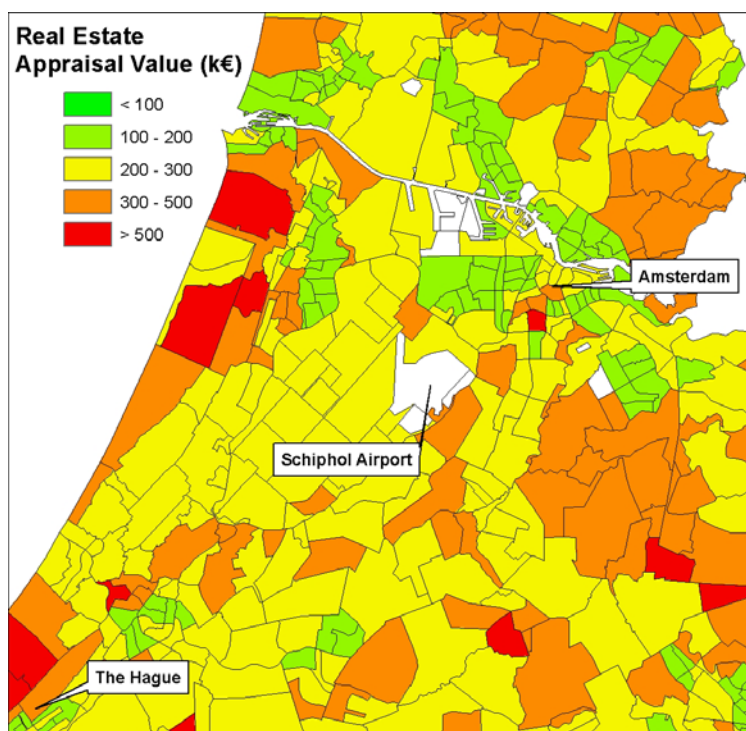 Real Estate
Appraisal Value (k€)
< 100
100 - 200
200 - 300
300 - 500
> 500
Amsterdam
Schiphol Airport
The Hague